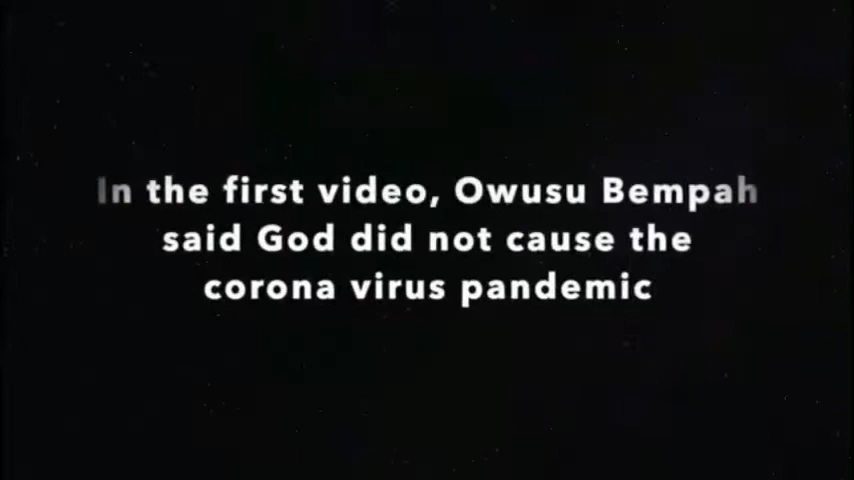 In the first video, Owusu Bempah
said God did not cause the
corona virus pandemic